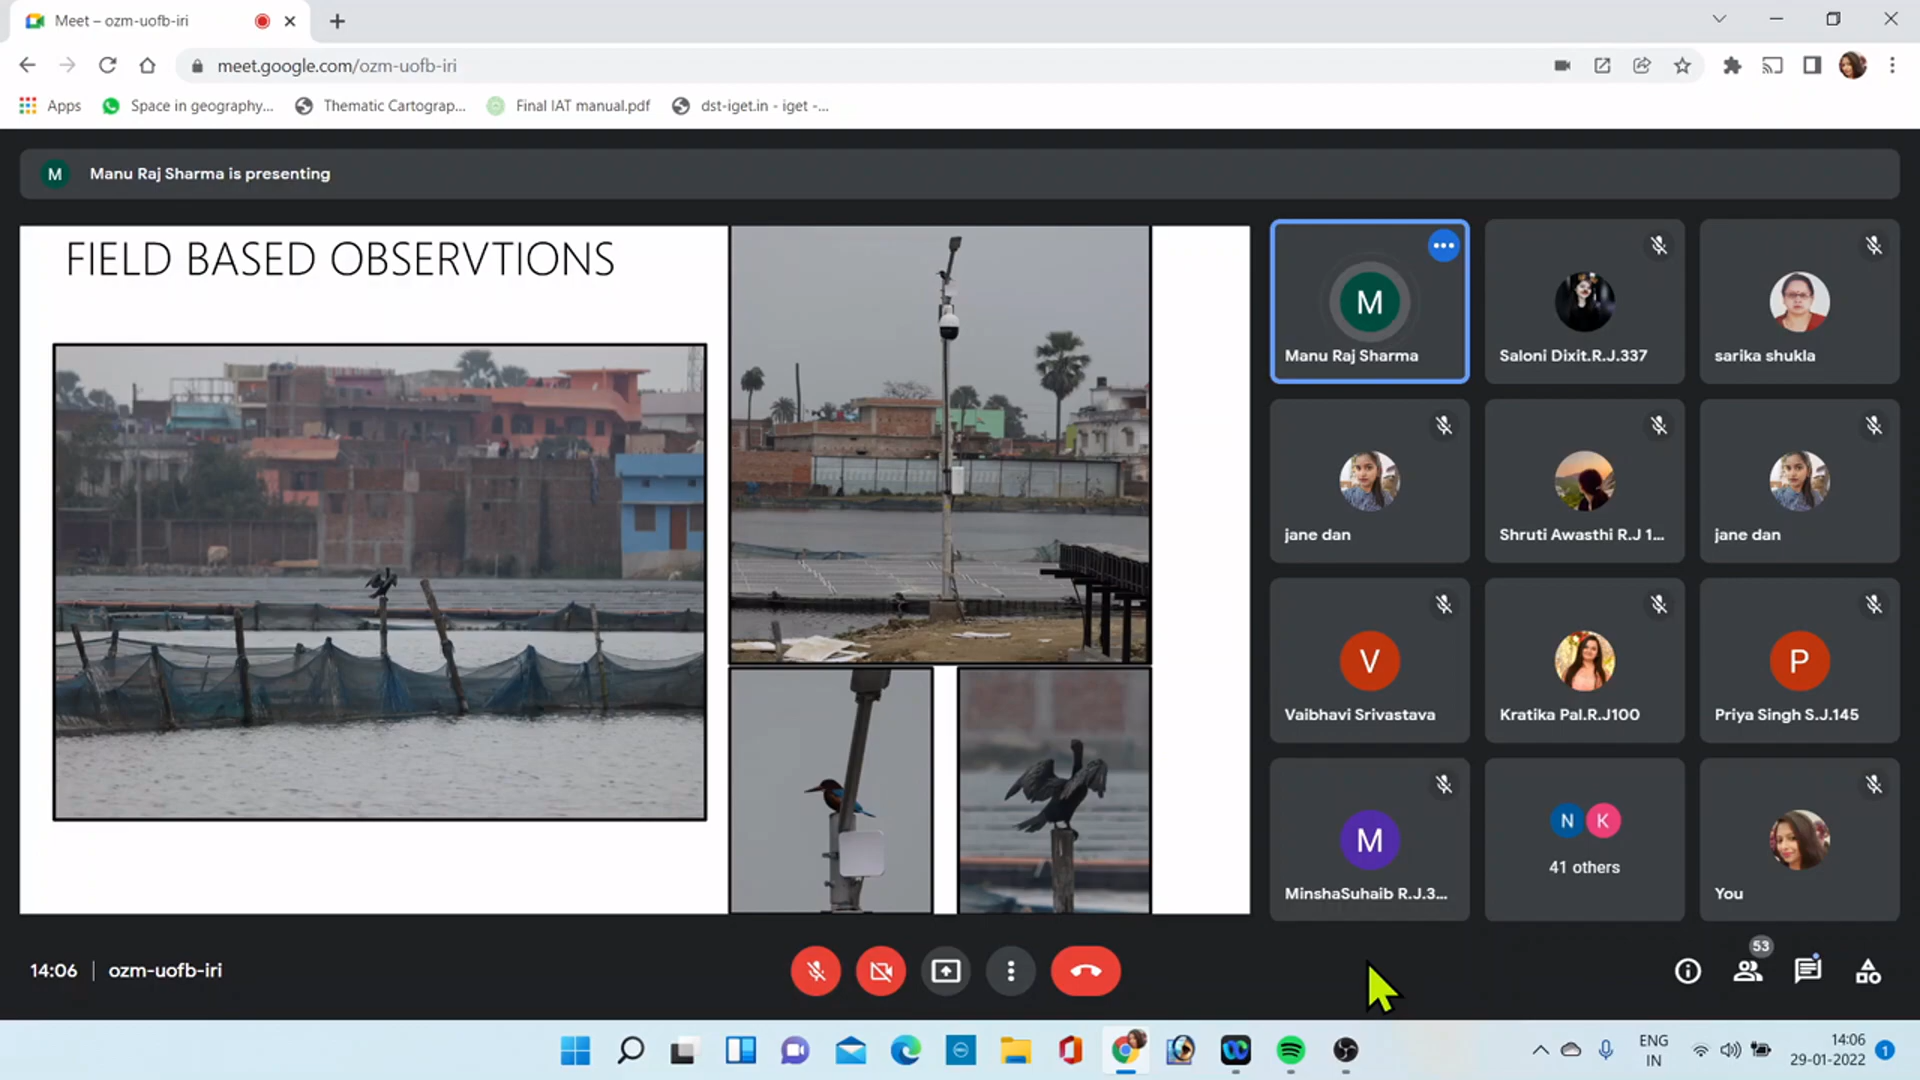 Meet – ozm-uofb-iri
meet.google.com/ozm-uofb-iri
Apps
Space in geography...
Thematic Cartograp...
Final IAT manual.pdf
dst-iget.in - iget -...
M
Manu Raj Sharma is presenting
FIELD BASED OBSERVTIONS
M
Manu Raj Sharma
Saloni Dixit.R.J.337
sarika shukla
jane dan
Shruti Awasthi R.J 1...
jane dan
V
Vaibhavi Srivastava
Kratika Pal.R.J100
P
Priya Singh S.J.145
M
MinshaSuhaib R.J.3...
N K
41 others
You
14:06 | ozm-uofb-iri
53
ENG
IN
14:06
29-01-2022
1